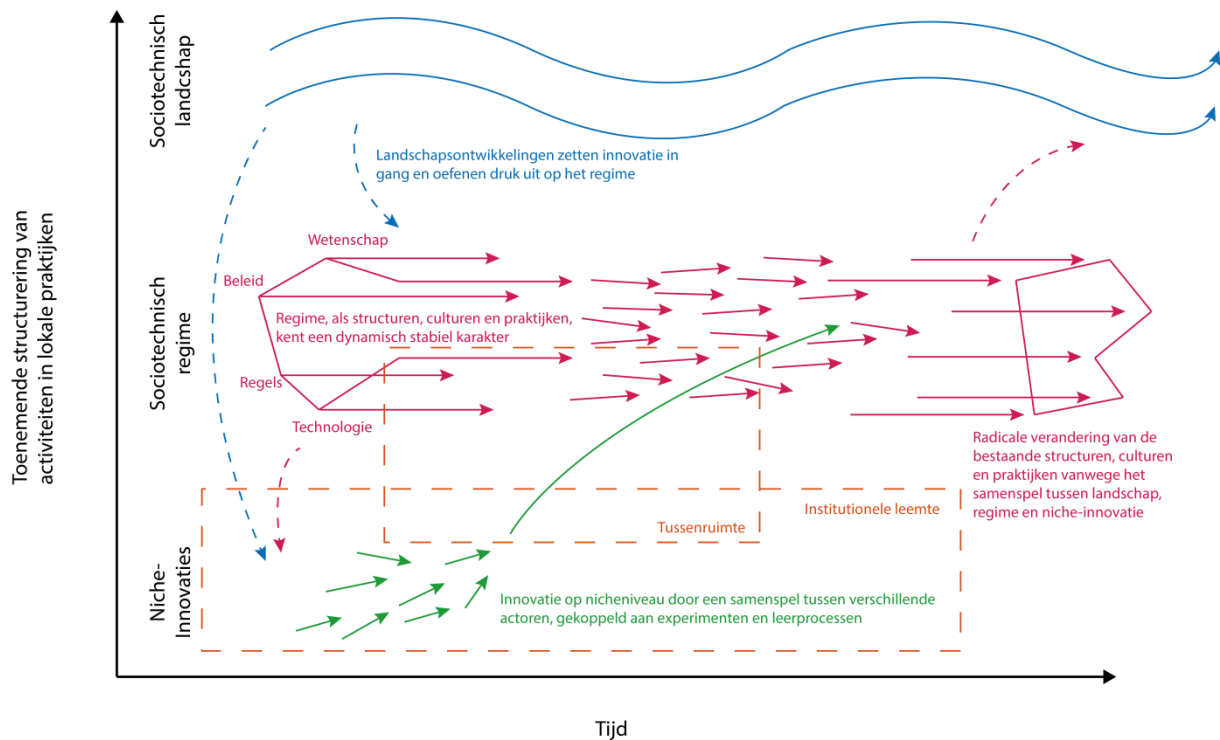 Sociotechnisch
landcshap
Landschapsontwikkelingen zetten innovatie in
gang en oefenen druk uit op het regime
Toenemende structurering van
activiteiten in lokale praktijken
Sociotechnisch
regime
Wetenschap
Beleid
Regime, als structuren, culturen en praktijken,
kent een dynamisch stabiel karakter
Regels
Technologie
Radicale verandering van de
bestaande structuren, culturen
en praktijken vanwege het
samenspel tussen landschap,
regime en niche-innovatie
Institutionele leemte
Tussenruimte
Niche-
Innovaties
Innovatie op nicheniveau door een samenspel tussen verschillende
actoren, gekoppeld aan experimenten en leerprocessen
Tijd